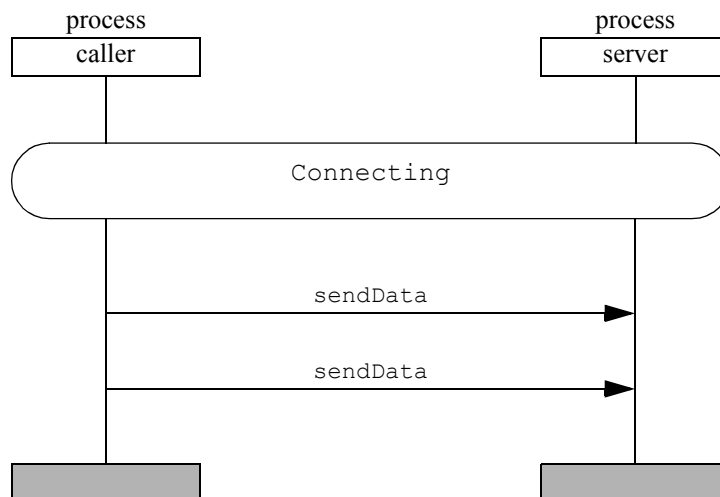 process
process
caller
server
Connecting
sendData
sendData